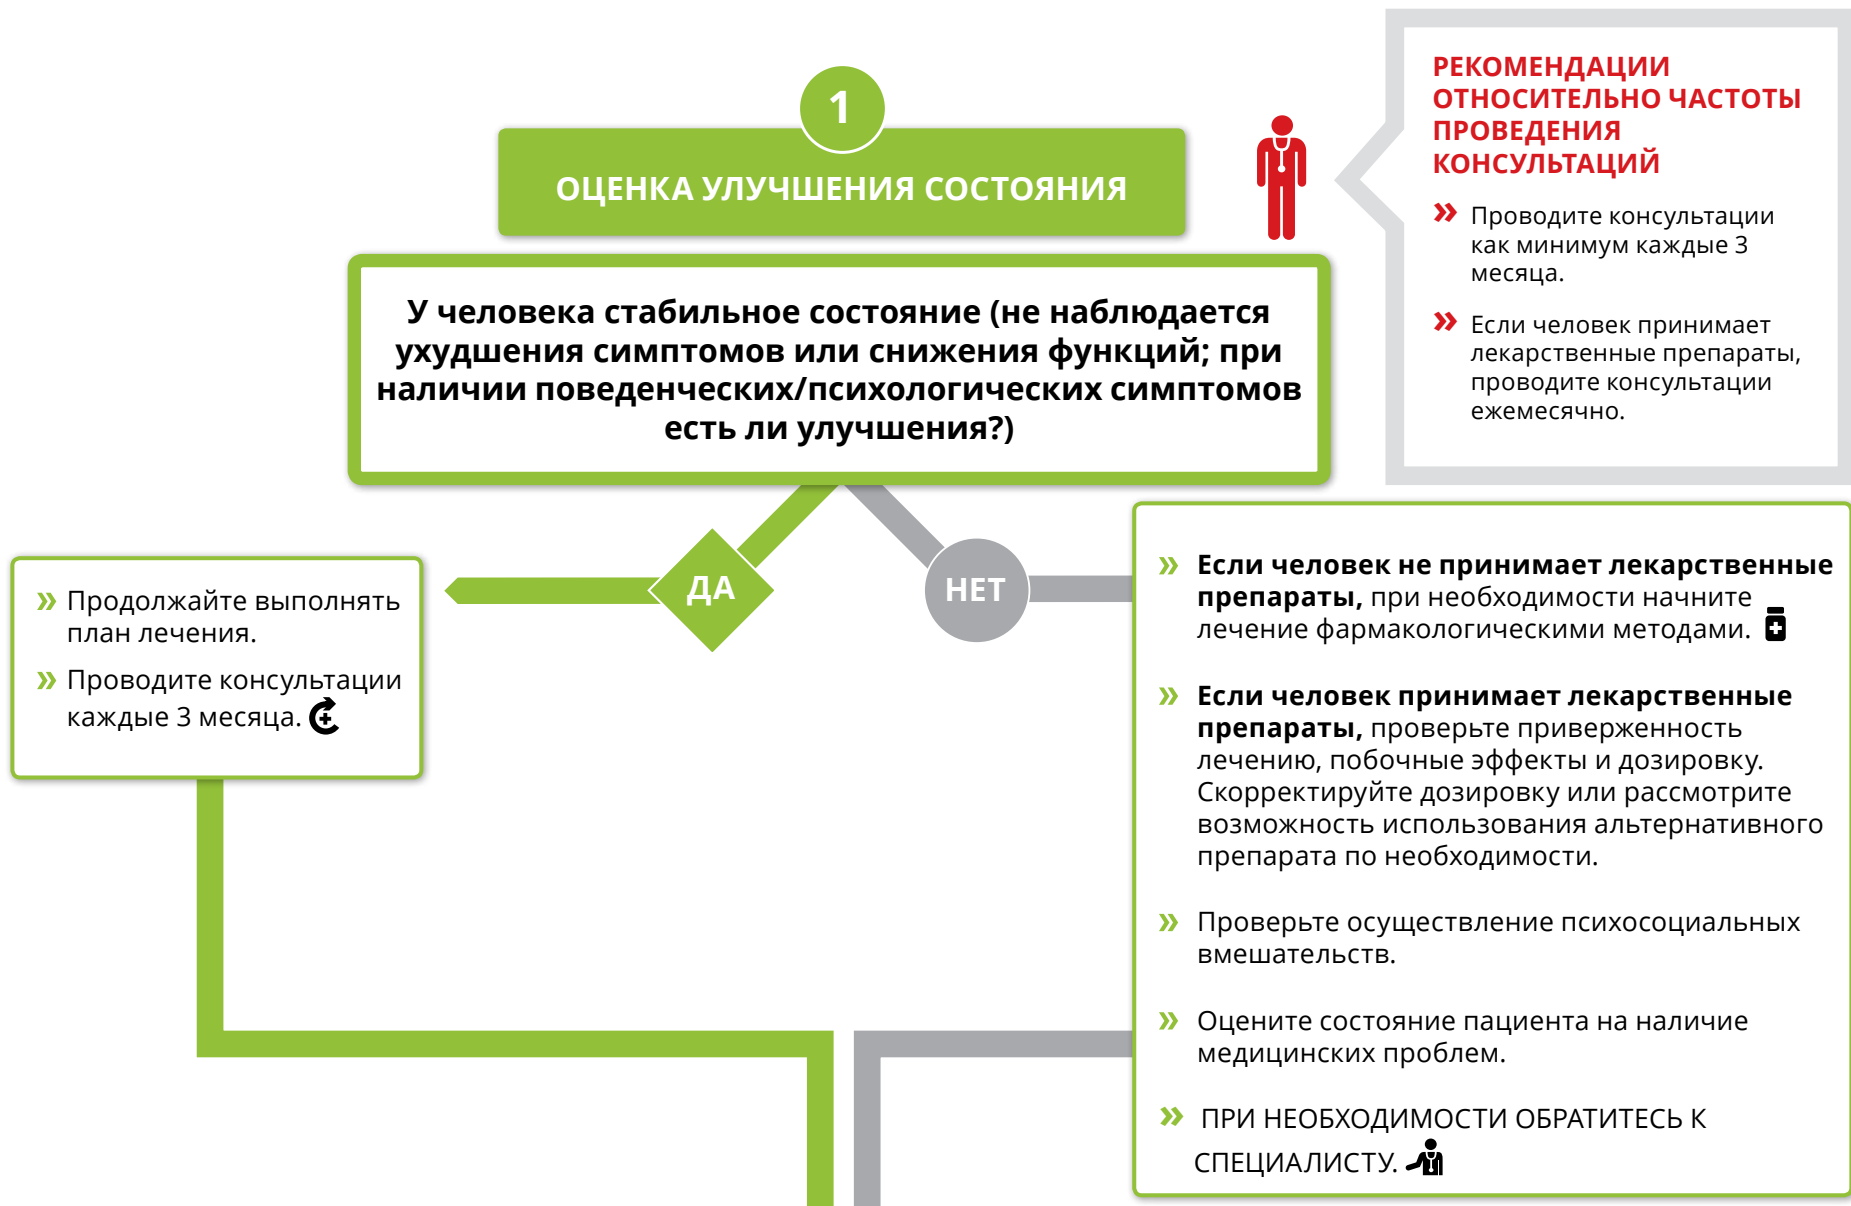 1
ОЦЕНКА УЛУЧШЕНИЯ СОСТОЯНИЯ
РЕКОМЕНДАЦИИ
ОТНОСИТЕЛЬНО ЧАСТОТЫ
ПРОВЕДЕНИЯ
КОНСУЛЬТАЦИЙ
» Проводите консультации
как минимум каждые 3
месяца.
» Если человек принимает
лекарственные препараты,
проводите консультации
ежемесячно.
У человека стабильное состояние (не наблюдается
ухудшения симптомов или снижения функций; при
наличии поведенческих/психологических симптомов
есть ли улучшения?)
ДА
НЕТ
» Продолжайте выполнять
план лечения.
» Проводите консультации
каждые 3 месяца.
» Если человек не принимает лекарственные
препараты, при необходимости начните
лечение фармакологическими методами.
» Если человек принимает лекарственные
препараты, проверьте приверженность
лечению, побочные эффекты и дозировку.
Скорректируйте дозировку или рассмотрите
возможность использования альтернативного
препарата по необходимости.
» Проверьте осуществление психосоциальных
вмешательств.
» Оцените состояние пациента на наличие
медицинских проблем.
» ПРИ НЕОБХОДИМОСТИ ОБРАТИТЕСЬ К
СПЕЦИАЛИСТУ.